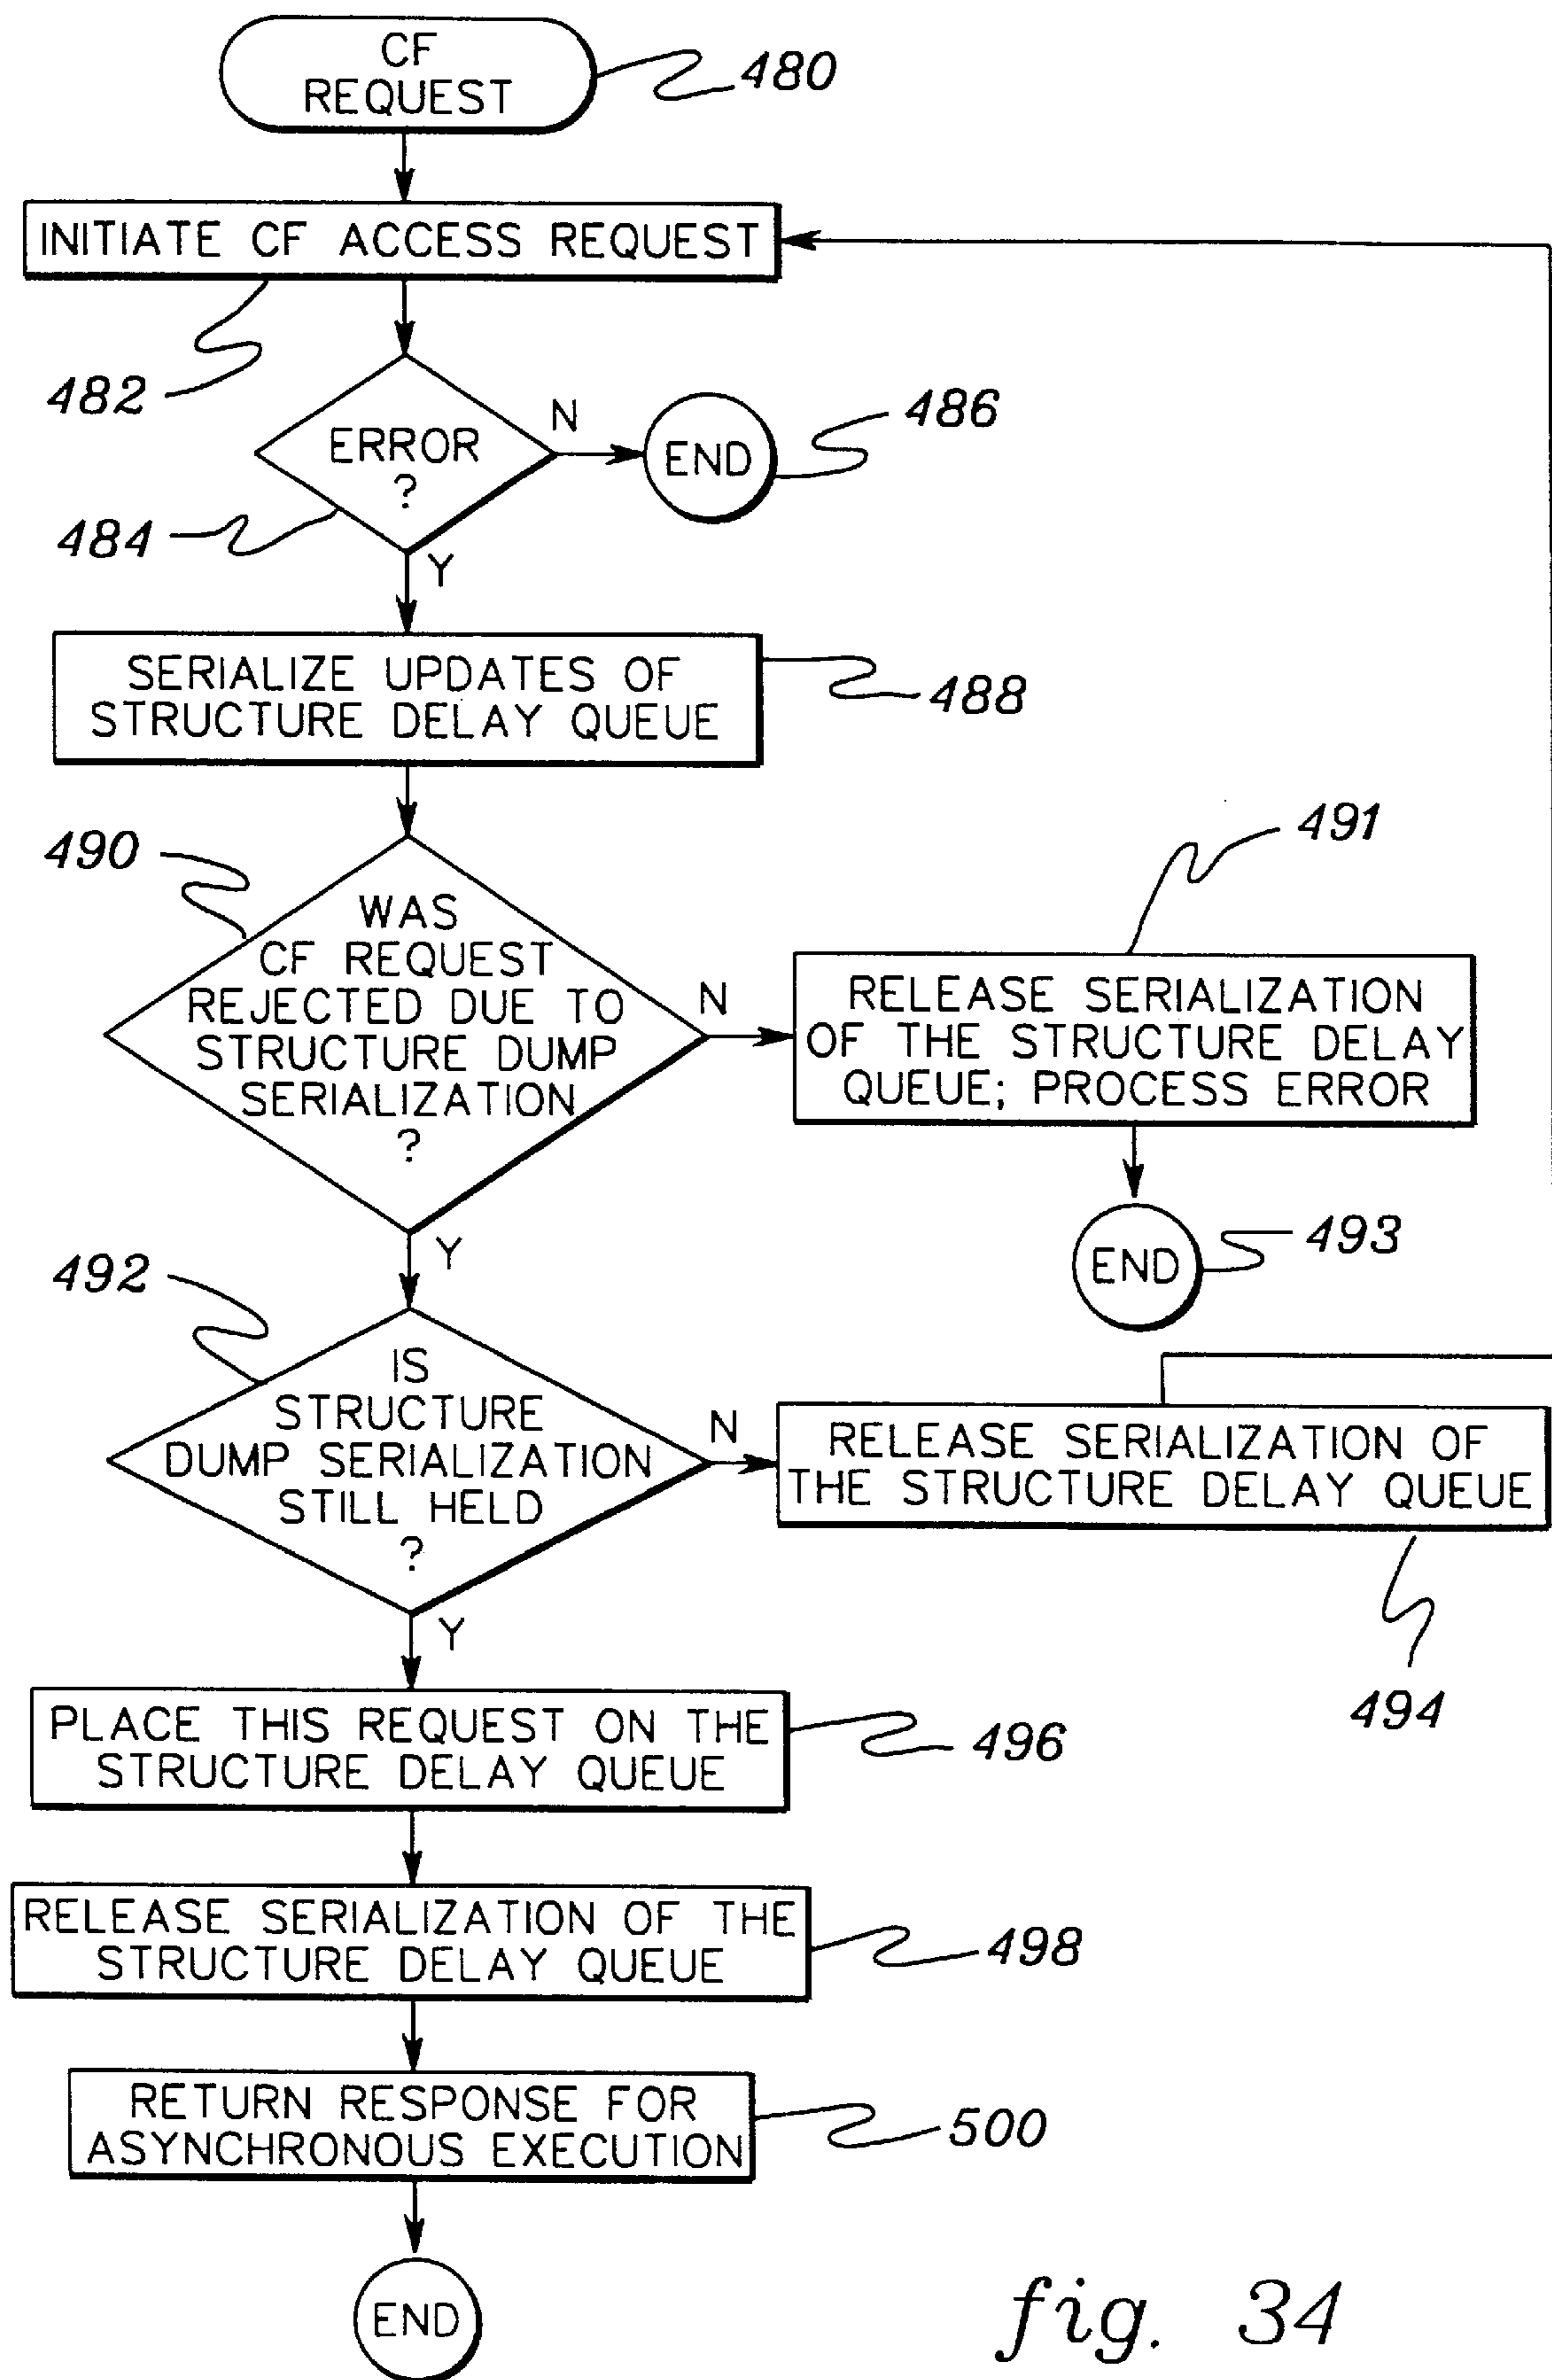 CF
REQUEST
480
INITIATE CF ACCESS REQUEST
482
ERROR
?
N
END
486
484
Y
SERIALIZE UPDATES OF
STRUCTURE DELAY QUEUE
488
490
WAS
CF REQUEST
REJECTED DUE TO
STRUCTURE DUMP
SERIALIZATION
?
N
491
RELEASE SERIALIZATION
OF THE STRUCTURE DELAY
QUEUE; PROCESS ERROR
END
493
Y
492
IS
STRUCTURE
DUMP SERIALIZATION
STILL HELD
?
N
RELEASE SERIALIZATION OF
THE STRUCTURE DELAY QUEUE
494
Y
PLACE THIS REQUEST ON THE
STRUCTURE DELAY QUEUE
496
RELEASE SERIALIZATION OF THE
STRUCTURE DELAY QUEUE
498
RETURN RESPONSE FOR
ASYNCHRONOUS EXECUTION
500
END
fig. 34